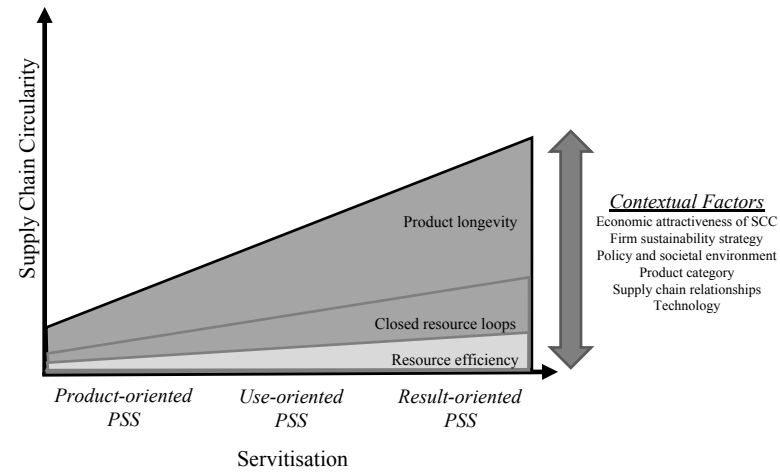 Supply Chain Circularity
Product longevity
Closed resource loops
Resource efficiency
Product-oriented
PSS
Use-oriented
PSS
Result-oriented
PSS
Servitisation
Contextual Factors
Economic attractiveness of SCC
Firm sustainability strategy
Policy and societal environment
Product category
Supply chain relationships
Technology